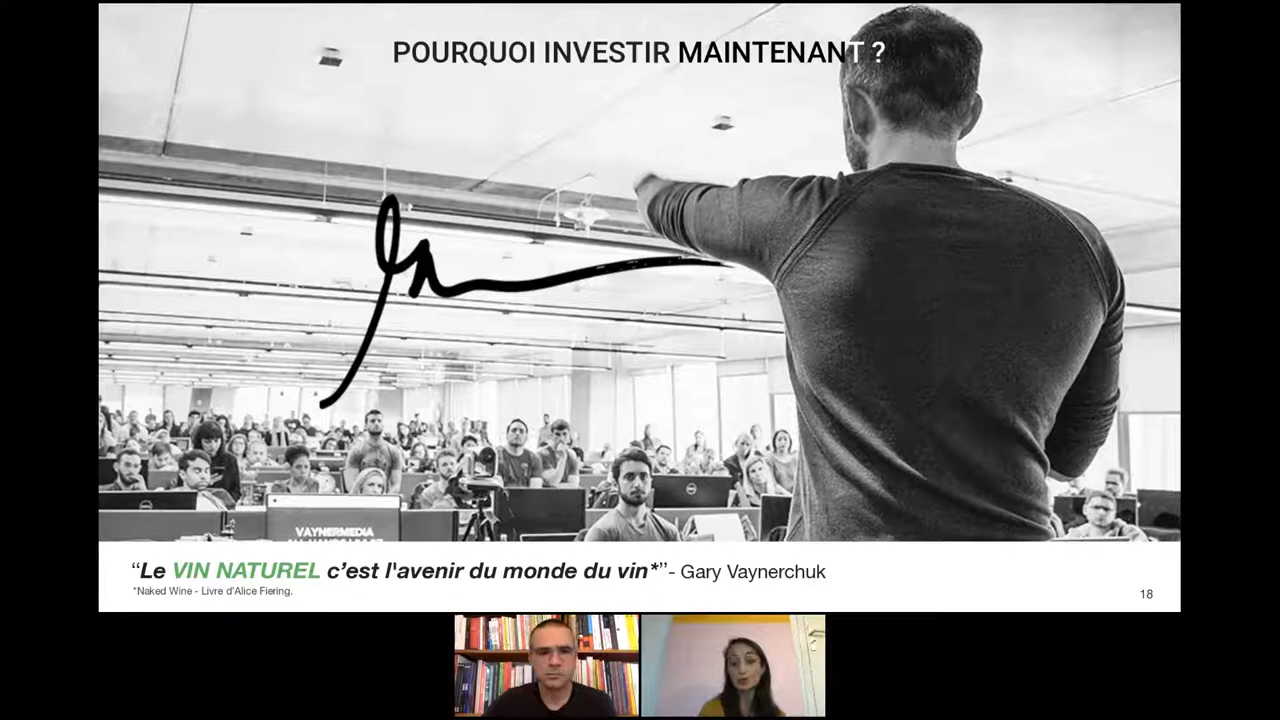 POURQUOI INVESTIR MAINTENANT ?
VAYNERMEDIA
“Le VIN NATUREL c’est l'avenir du monde du vin*”- Gary Vaynerchuk
*Naked Wine - Livre d'Alice Fiering.
18